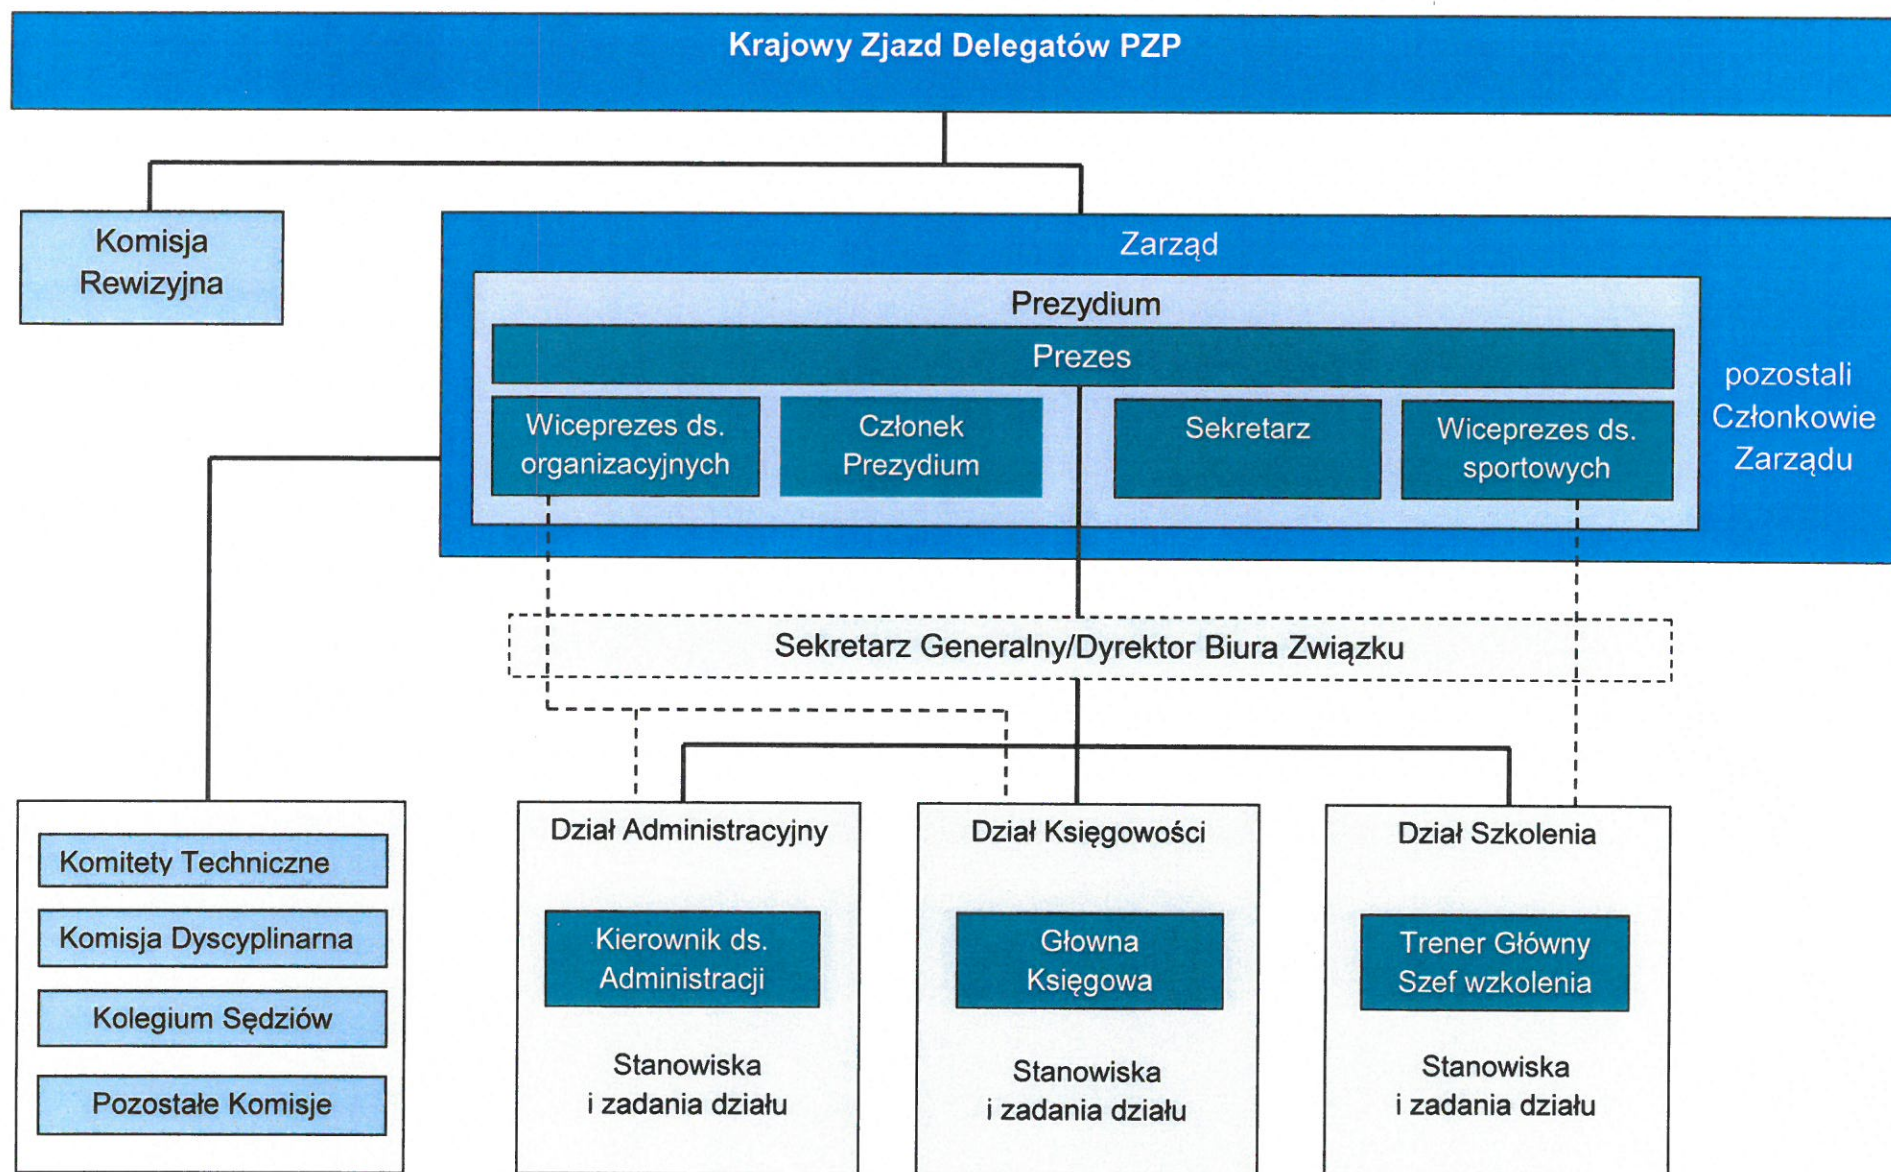 Krajowy Zjazd Delegatów PZP
Komisja
Rewizyjna
Zarząd
Prezydium
Prezes
Wiceprezes ds.
organizacyjnych
Członek
Prezydium
Sekretarz
Wiceprezes ds.
sportowych
pozostali
Członkowie
Zarządu
Sekretarz Generalny/Dyrektor Biura Związku
Komitety Techniczne
Komisja Dyscyplinarna
Kolegium Sędziów
Pozostałe Komisje
Dział Administracyjny
Kierownik ds.
Administracji
Stanowiska
i zadania działu
Dział Księgowości
Głowna
Księgowa
Stanowiska
i zadania działu
Dział Szkolenia
Trener Główny
Szef wzkolenia
Stanowiska
i zadania działu